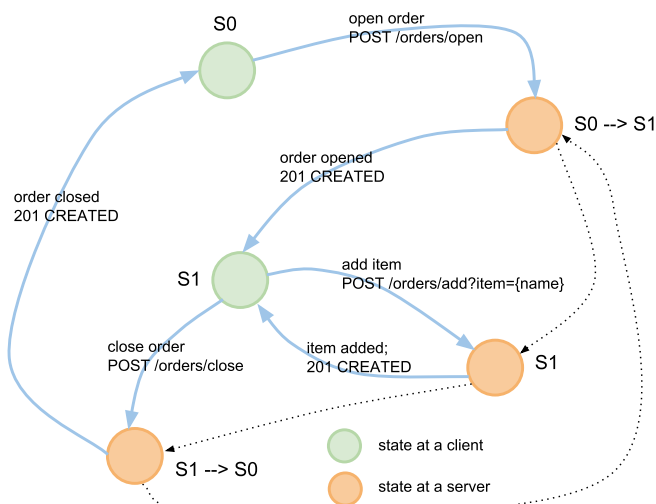 S0
open order
POST /orders/open
S0 --> S1
order opened
201 CREATED
order closed
201 CREATED
S1
add item
POST /orders/add?item={name}
close order
POST /orders/close
item added;
201 CREATED
S1
S1 --> S0
state at a client
state at a server